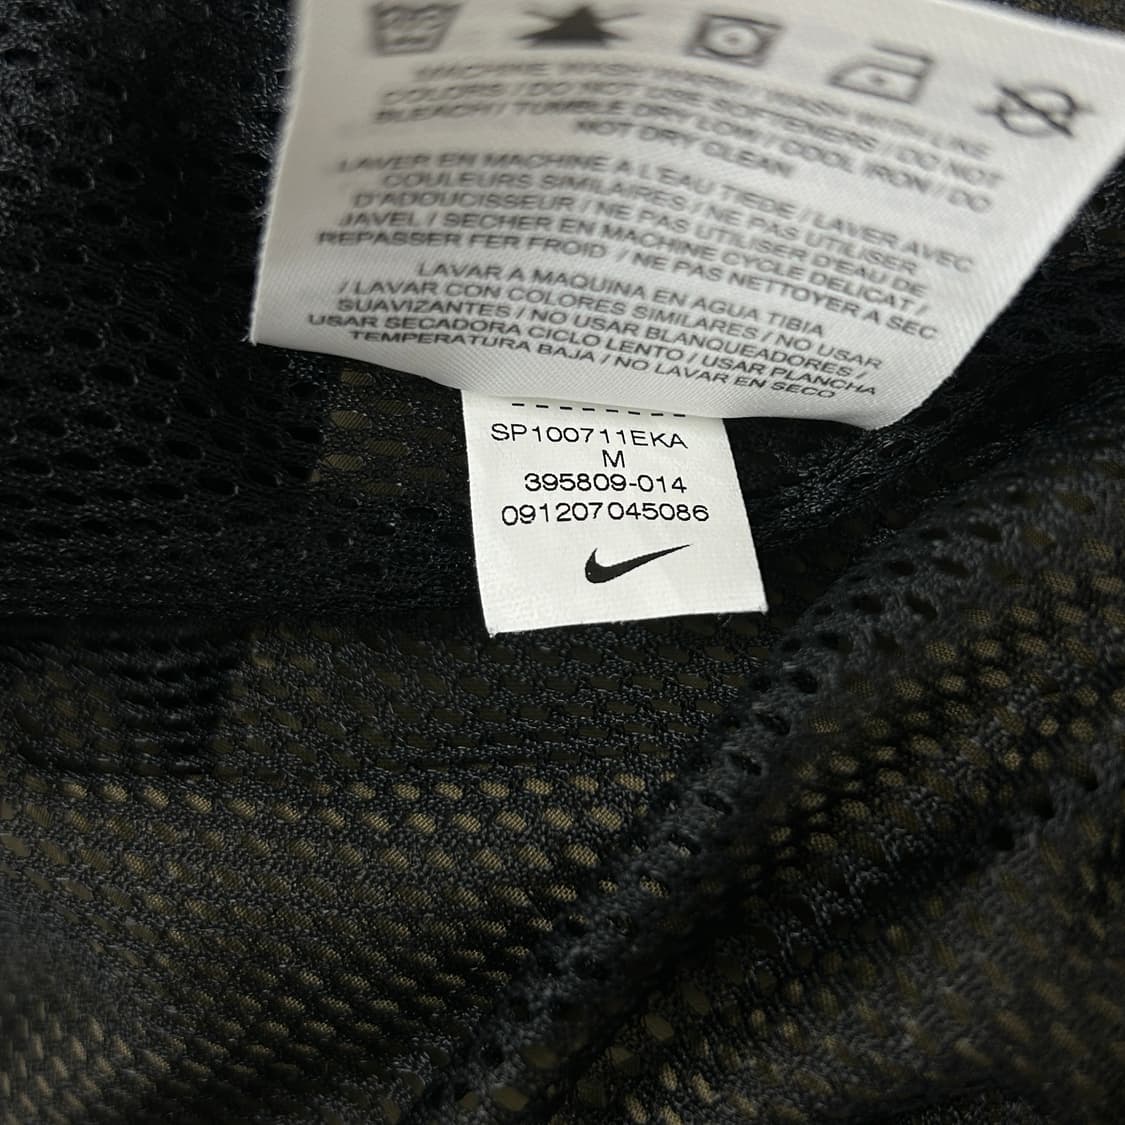 MACHINE WASH WARM / WASH WITH LIKE
COLORS / DO NOT USE SOFTENERS / DO NOT
BLEACH / TUMBLE DRY LOW / COOL IRON / DO
NOT DRY CLEAN
LAVER EN MACHINE A L'EAU TIEDE / LAVER AVEC
COULEURS SIMILAIRES / NE PAS UTILISER
D'ADOUCISSEUR / NE PAS UTILISER D'EAU DE
JAVEL / SECHER EN MACHINE CYCLE DELICAT /
REPASSER FER FROID / NE PAS NETTOYER A SEC
LAVAR A MAQUINA EN AGUA TIBIA
/ LAVAR CON COLORES SIMILARES / NO USAR
SUAVIZANTES / NO USAR BLANQUEADORES /
USAR SECADORA CICLO LENTO / USAR PLANCHA
TEMPERATURA BAJA / NO LAVAR EN SECO
SP100711EKA
M
395809-014
091207045086